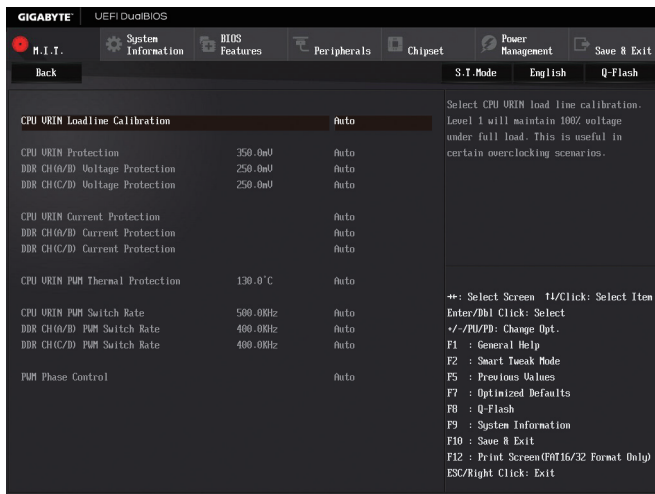 GIGABYTE™ UEFI DualBIOS
M.I.T. System Information BIOS Features Peripherals Chipset Power Management Save & Exit
Back S.T.Mode English Q-Flash
CPU VRIN Loadline Calibration Auto
CPU VRIN Protection 350.0mV Auto
DDR CH(A/B) Voltage Protection 250.0mV Auto
DDR CH(C/D) Voltage Protection 250.0mV Auto
CPU VRIN Current Protection Auto
DDR CH(A/B) Current Protection Auto
DDR CH(C/D) Current Protection Auto
CPU VRIN PWM Thermal Protection 130.0°C Auto
CPU VRIN PWM Switch Rate 500.0KHz Auto
DDR CH(A/B) PWM Switch Rate 400.0KHz Auto
DDR CH(C/D) PWM Switch Rate 400.0KHz Auto
PWM Phase Control Auto
Select CPU VRIN load line calibration.
Level 1 will maintain 100% voltage
under full load. This is useful in
certain overclocking scenarios.
→←: Select Screen ↑↓/Click: Select Item
Enter/Dbl Click: Select
+/-/PU/PD: Change Opt.
F1 : General Help
F2 : Smart Tweak Mode
F5 : Previous Values
F7 : Optimized Defaults
F8 : Q-Flash
F9 : System Information
F10 : Save & Exit
F12 : Print Screen(FAT16/32 Format Only)
ESC/Right Click: Exit